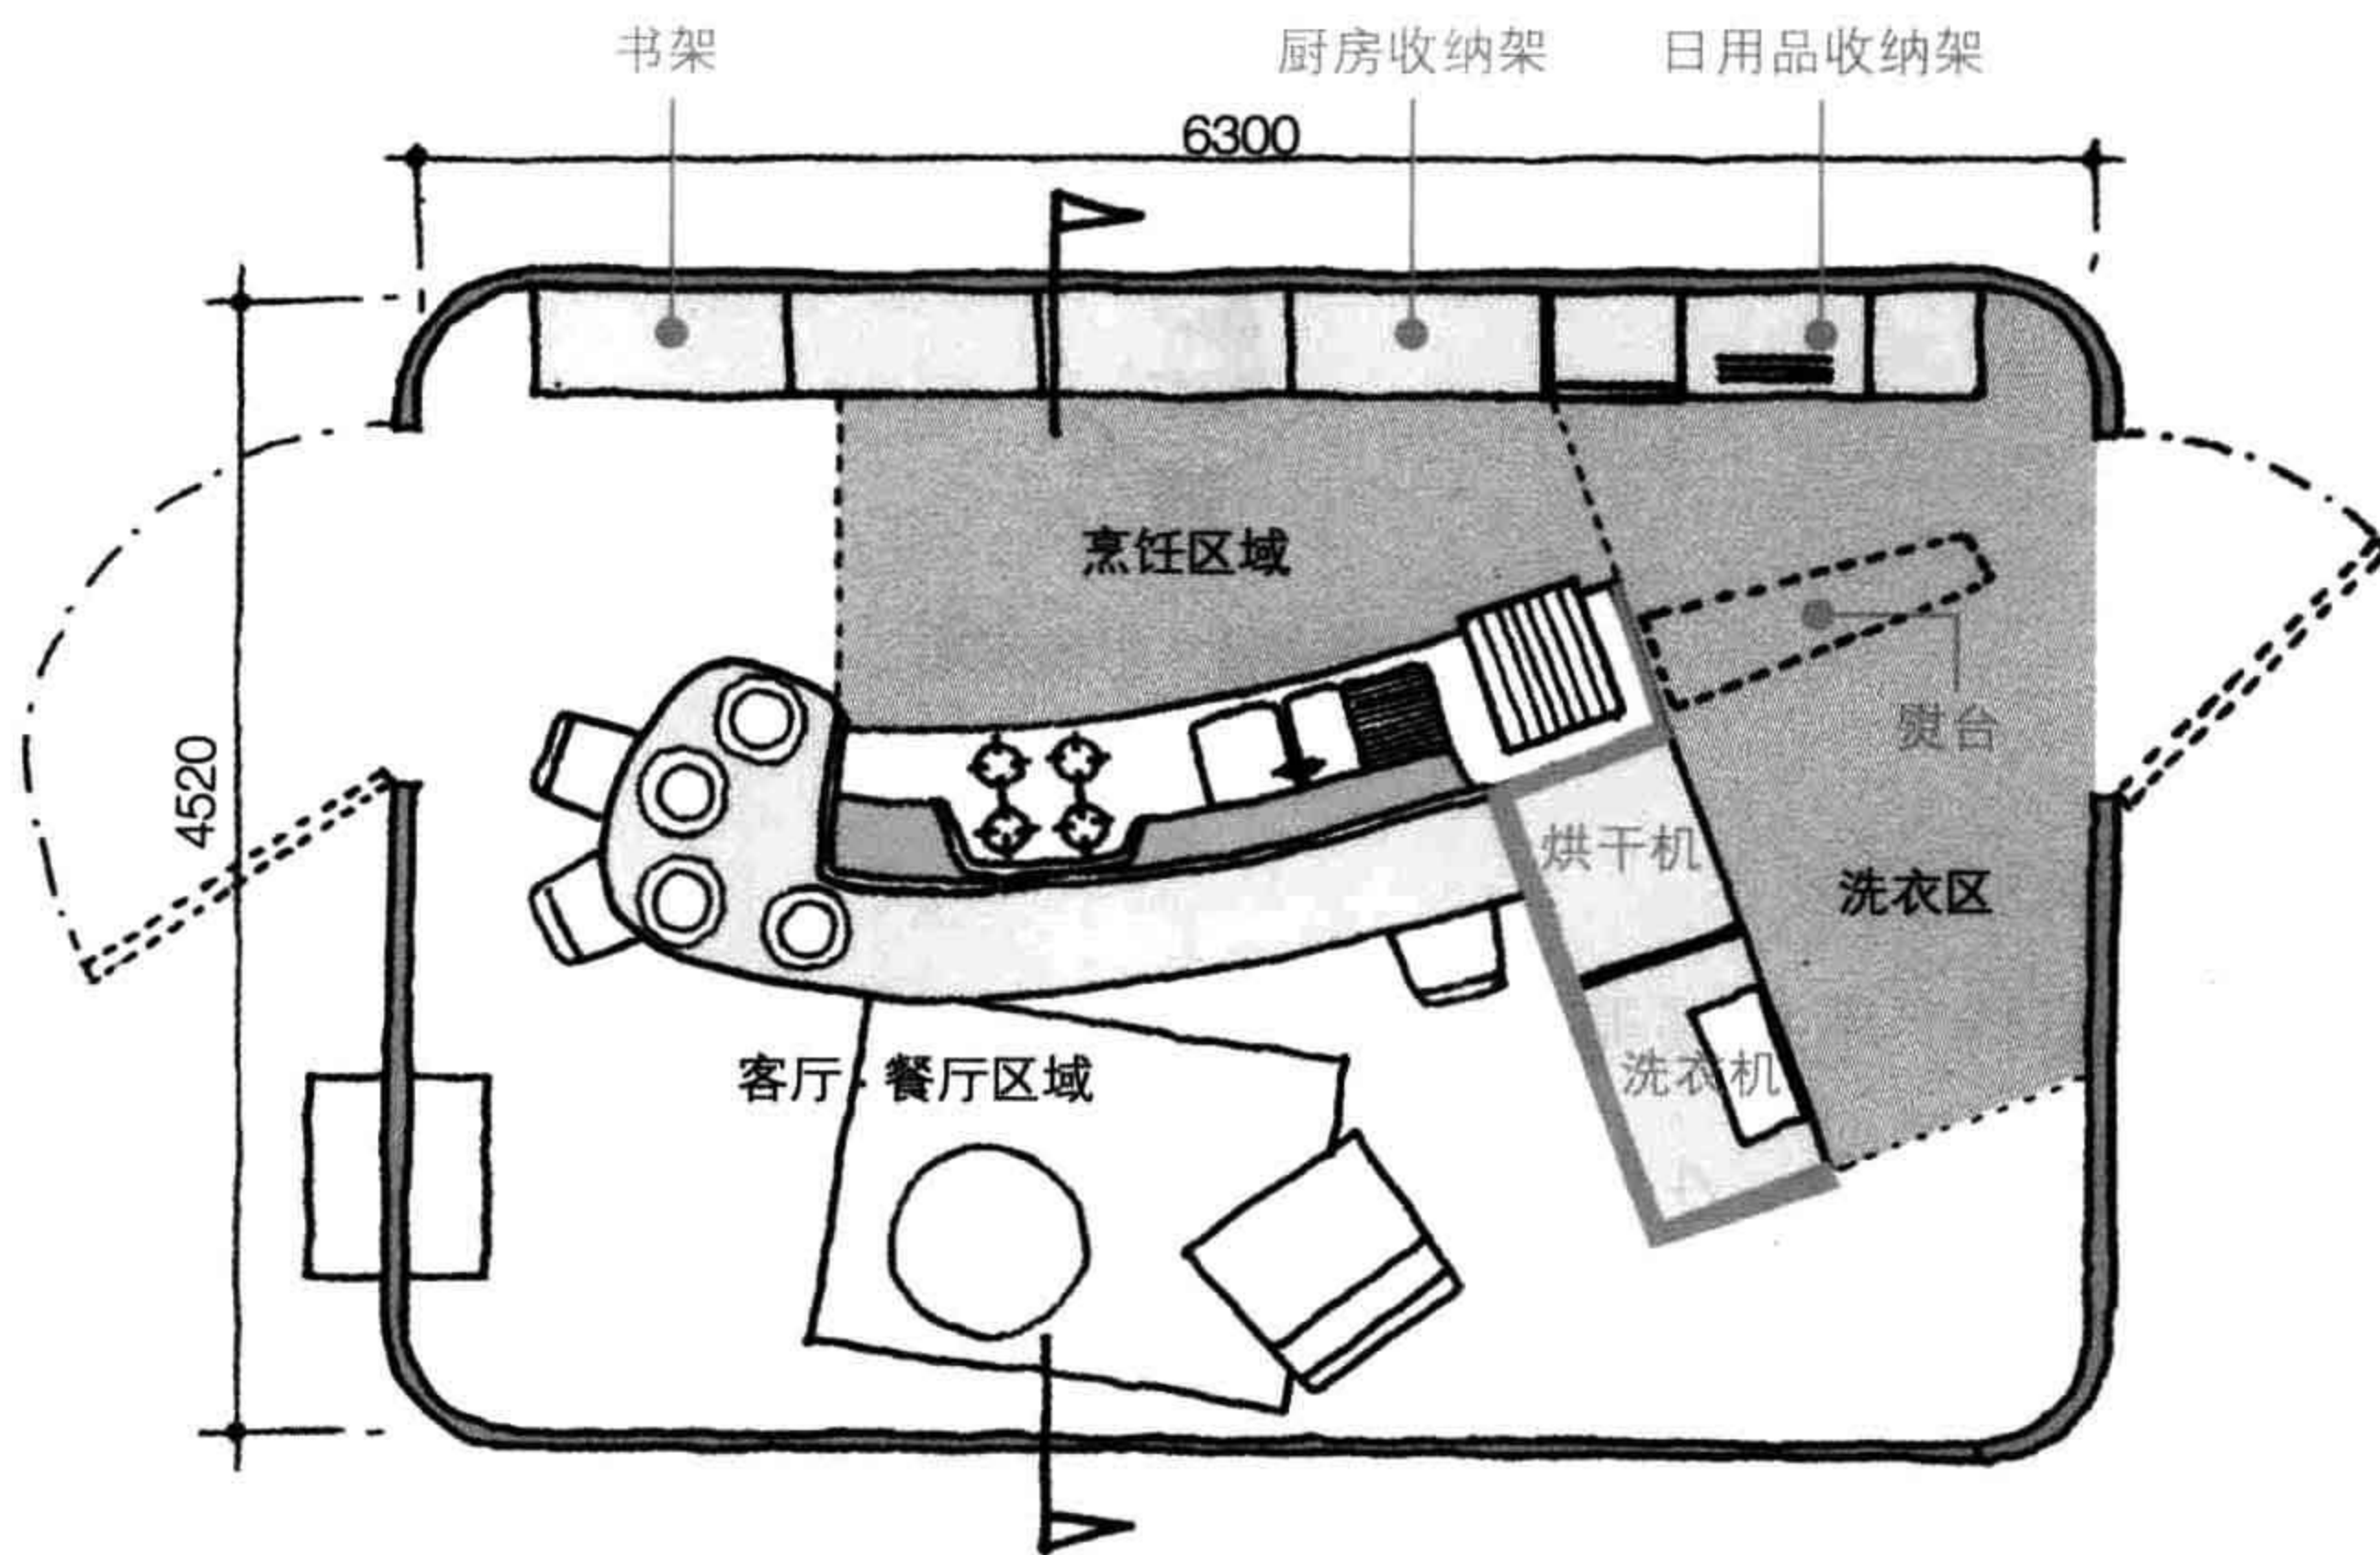 书架
厨房收纳架
日用品收纳架
6300
烹饪区域
4520
熨台
烘干机
洗衣区
客厅·餐厅区域
洗衣机